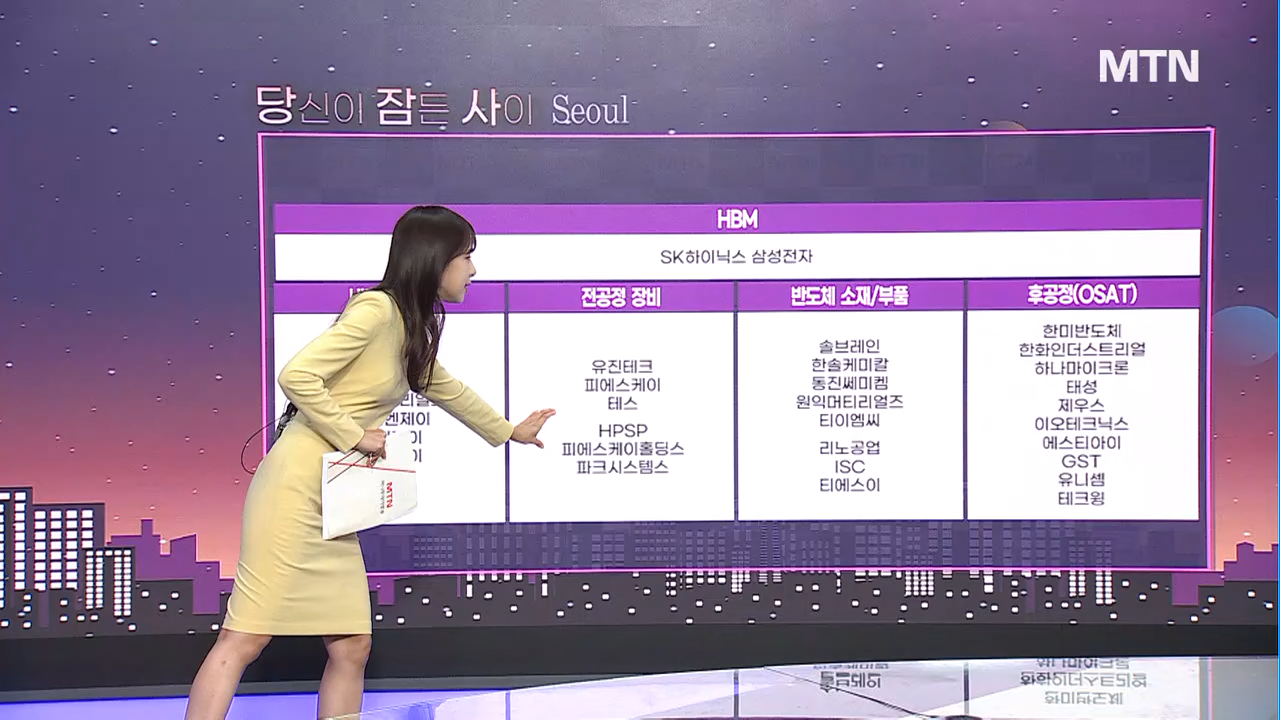 MTN
당신이 잠든 사이 Seoul
HBM
SK하이닉스 삼성전자
전공정 장비
유진테크
피에스케이
테스
HPSP
피에스케이홀딩스
파크시스템스
반도체 소재/부품
솔브레인
한솔케미칼
동진쎄미켐
원익머티리얼즈
티이엠씨
리노공업
ISC
티에스이
후공정(OSAT)
한미반도체
한화인더스트리얼
하나마이크론
태성
제우스
이오테크닉스
에스티아이
GST
유니셈
테크윙
MTN